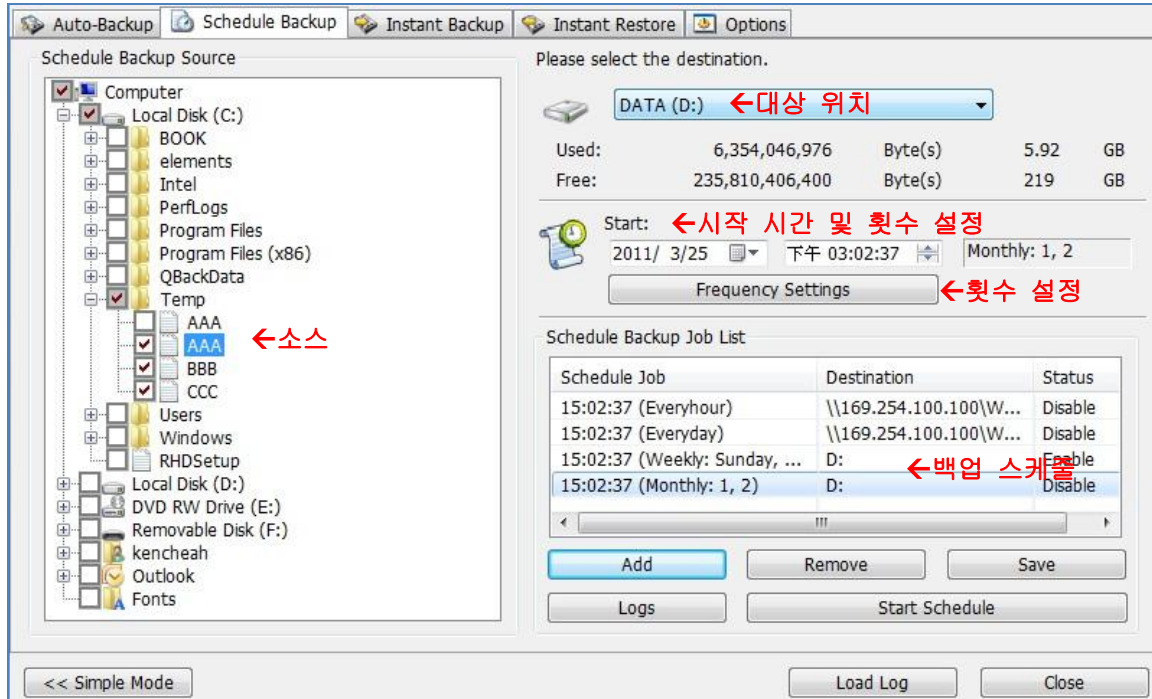 Auto-Backup Schedule Backup Instant Backup Instant Restore Options
Schedule Backup Source
Computer
Local Disk (C:)
BOOK
elements
Intel
PerfLogs
Program Files
Program Files (x86)
QBackData
Temp
AAA
AAA ←소스
BBB
CCC
Users
Windows
RHDSetup
Local Disk (D:)
DVD RW Drive (E:)
Removable Disk (F:)
kencheah
Outlook
Fonts
Please select the destination.
DATA (D:) ←대상 위치
Used: 6,354,046,976 Byte(s) 5.92 GB
Free: 235,810,406,400 Byte(s) 219 GB
Start: ←시작 시간 및 횟수 설정
2011/ 3/25 下午 03:02:37 Monthly: 1, 2
Frequency Settings ←횟수 설정
Schedule Backup Job List
Schedule Job Destination Status
15:02:37 (Everyhour) \\169.254.100.100\W... Disable
15:02:37 (Everyday) \\169.254.100.100\W... Disable
15:02:37 (Weekly: Sunday, ... D: Enable
←백업 스케줄
15:02:37 (Monthly: 1, 2) D: Disable
Add Remove Save
Logs Start Schedule
<< Simple Mode Load Log Close